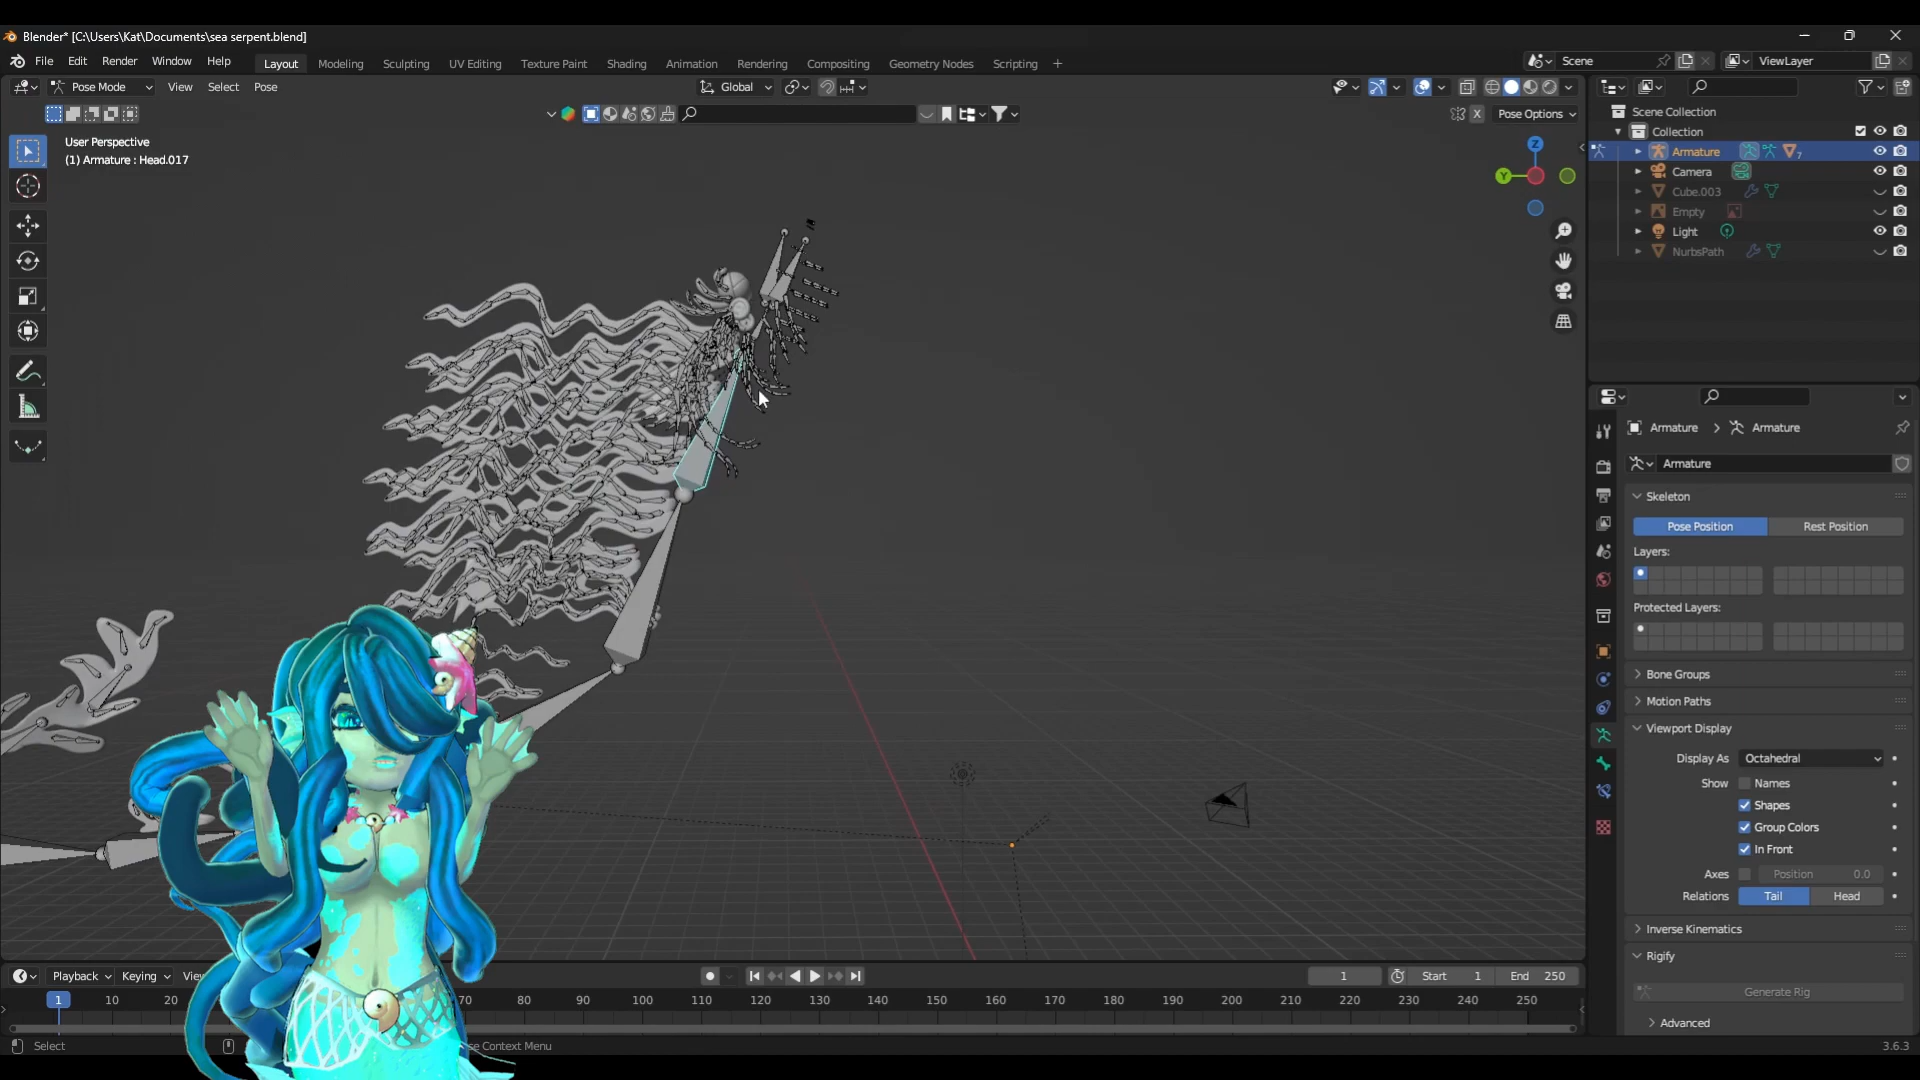 Blender* [C:\Users\Kat\Documents\sea serpent.blend]
File Edit Render Window Help Layout Modeling Sculpting UV Editing Texture Paint Shading Animation Rendering Compositing Geometry Nodes Scripting + Scene ViewLayer
Pose Mode View Select Pose Global
X Pose Options
User Perspective
(1) Armature : Head.017
Z
Y
Scene Collection
Collection
Armature 7
Camera
Cube.003
Empty
Light
NurbsPath
Armature > Armature
Armature
Skeleton
Pose Position Rest Position
Layers:
Protected Layers:
Bone Groups
Motion Paths
Viewport Display
Display As Octahedral
Show Names
Shapes
Group Colors
In Front
Axes Position 0.0
Relations Tail Head
Inverse Kinematics
Rigify
Generate Rig
Advanced
Playback Keying 1 Start 1 End 250
1 10 20 70 80 90 100 110 120 130 140 150 160 170 180 190 200 210 220 230 240 250
Select Context Menu 3.6.3